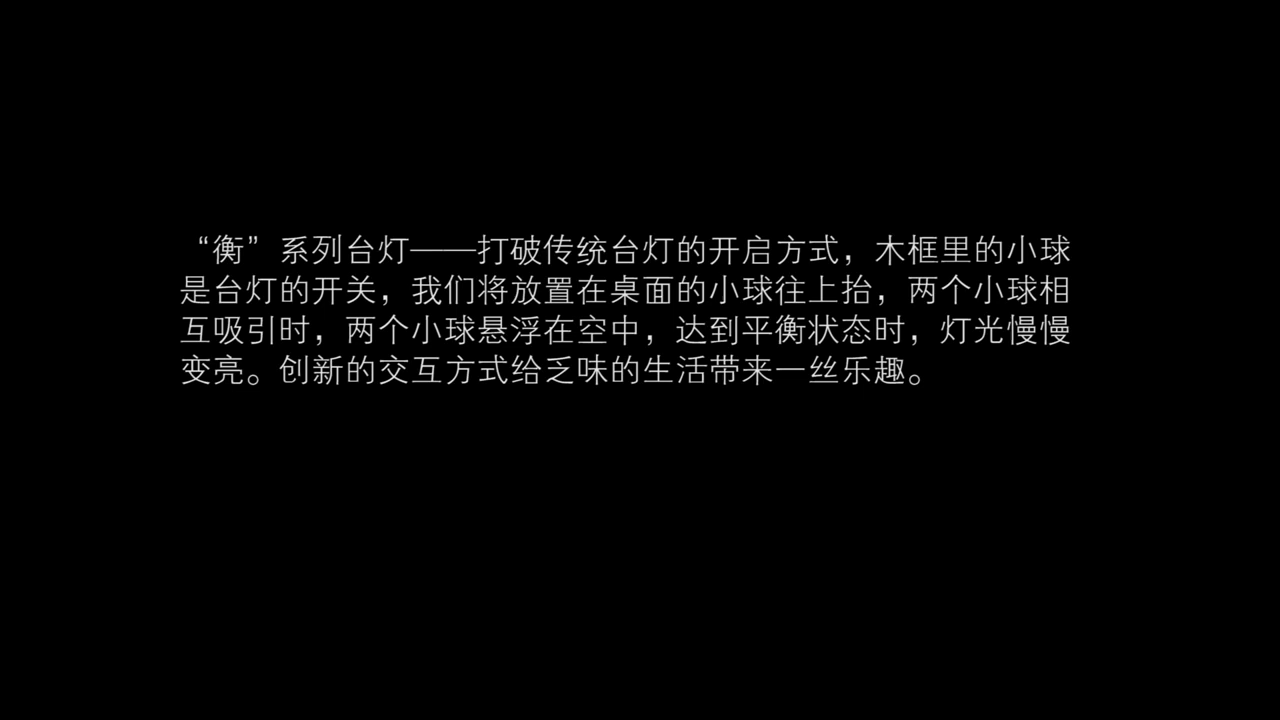 “衡”系列台灯——打破传统台灯的开启方式，木框里的小球
是台灯的开关，我们将放置在桌面的小球往上抬，两个小球相
互吸引时，两个小球悬浮在空中，达到平衡状态时，灯光慢慢
变亮。创新的交互方式给乏味的生活带来一丝乐趣。